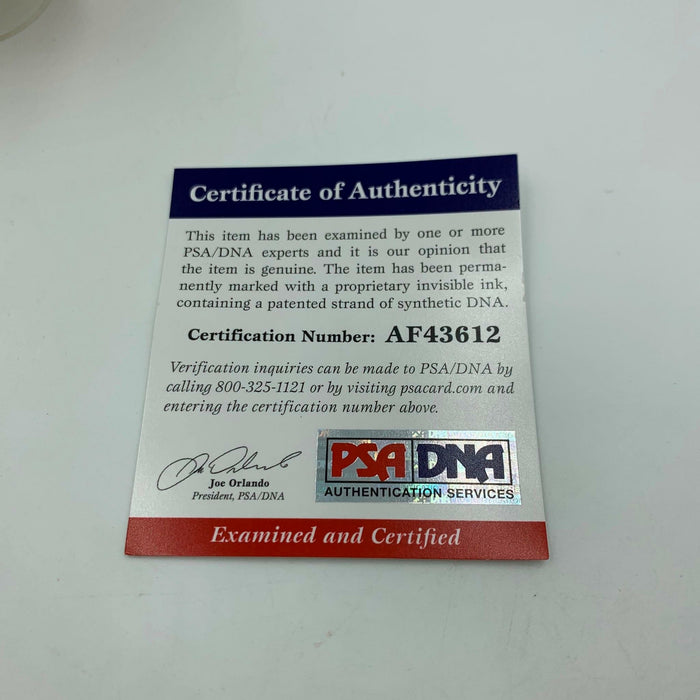 Certificate of Authenticity
This item has been examined by one or more
PSA/DNA experts and it is our opinion that
the item is genuine. The item has been perma-
nently marked with a proprietary invisible ink,
containing a patented strand of synthetic DNA.
Certification Number: AF43612
Verification inquiries can be made to PSA/DNA by
calling 800-325-1121 or by visiting psacard.com and
entering the certification number above.
Joe Orlando
President, PSA/DNA
PSA DNA
AUTHENTICATION SERVICES
Examined and Certified